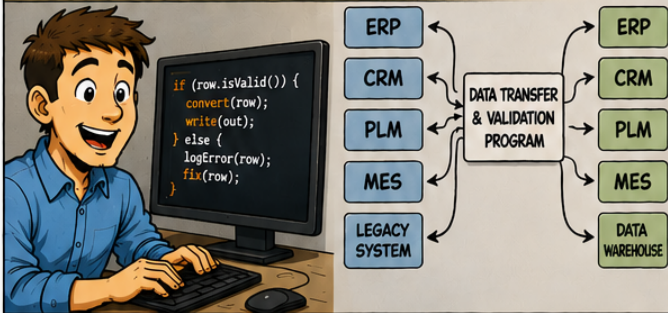 if (row.isValid()) {
convert(row);
write(out);
} else {
logError(row);
fix(row);
}
ERP
CRM
PLM
MES
LEGACY
SYSTEM
DATA TRANSFER
& VALIDATION
PROGRAM
ERP
CRM
PLM
MES
DATA
WAREHOUSE